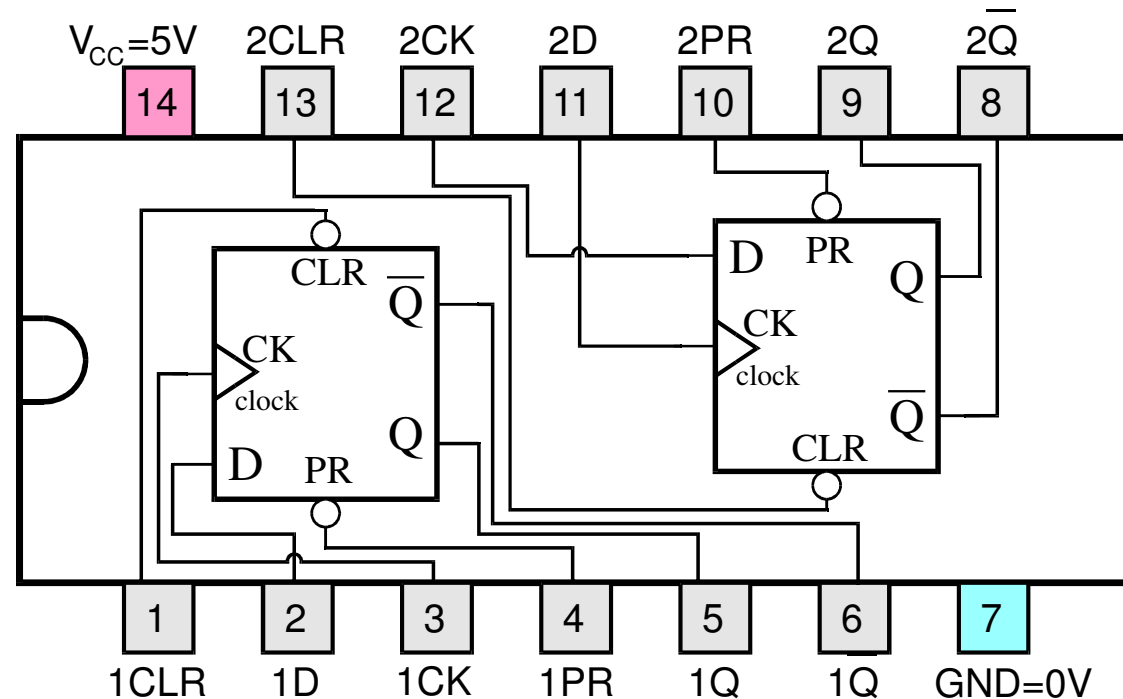 V_CC=5V 2CLR 2CK 2D 2PR 2Q 2Q̅
14 13 12 11 10 9 8
CLR Q̅
CK
clock
D PR Q
D PR Q
CK
clock
Q̅
CLR
1 2 3 4 5 6 7
1CLR 1D 1CK 1PR 1Q 1Q̅ GND=0V